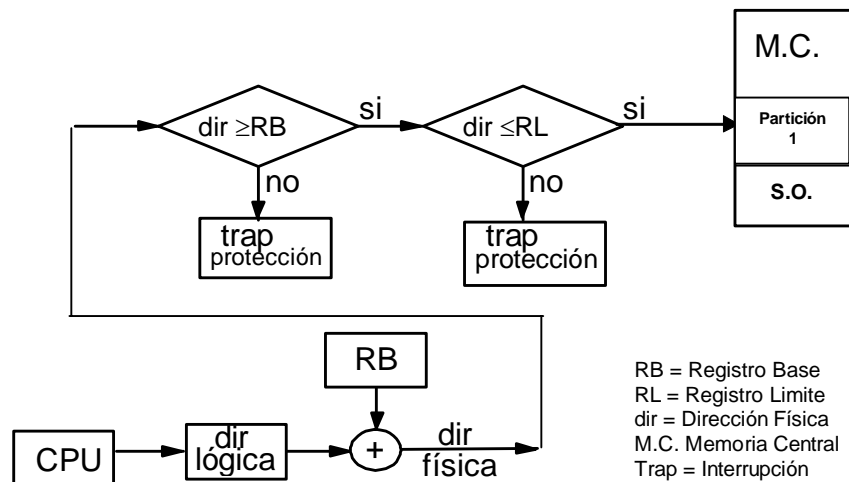 M.C.
si
si
dir ≥RB
dir ≤RL
Partición
1
no
no
S.O.
trap
protección
trap
protección
RB
RB = Registro Base
RL = Registro Limite
dir
lógica
+
dir
física
dir = Dirección Física
CPU
M.C. Memoria Central
Trap = Interrupción